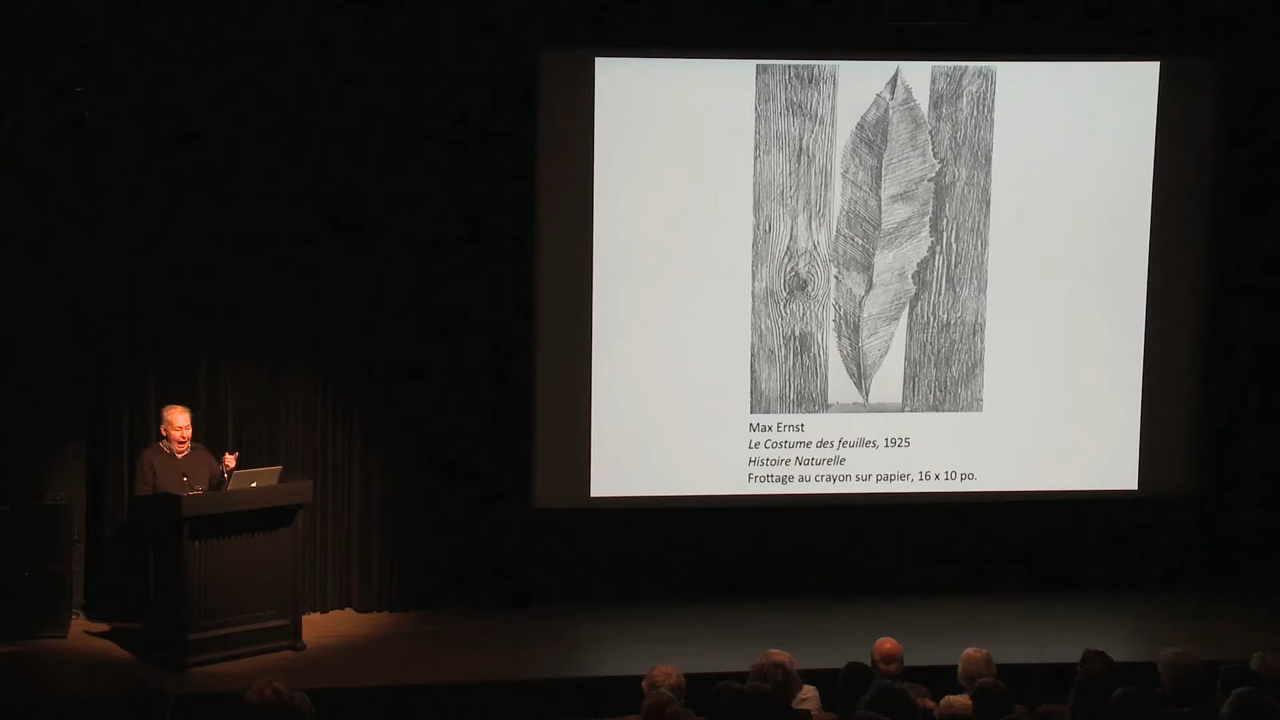 Max Ernst
Le Costume des feuilles, 1925
Histoire Naturelle
Frottage au crayon sur papier, 16 x 10 po.